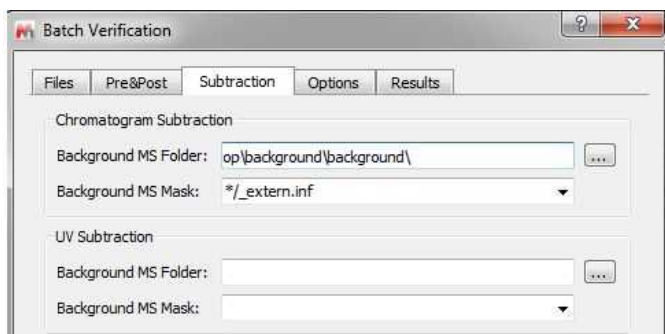 Batch Verification
Files Pre&Post Subtraction Options Results
Chromatogram Subtraction
Background MS Folder: op\background\background\ ...
Background MS Mask: */_extern.inf
UV Subtraction
Background MS Folder: ...
Background MS Mask: